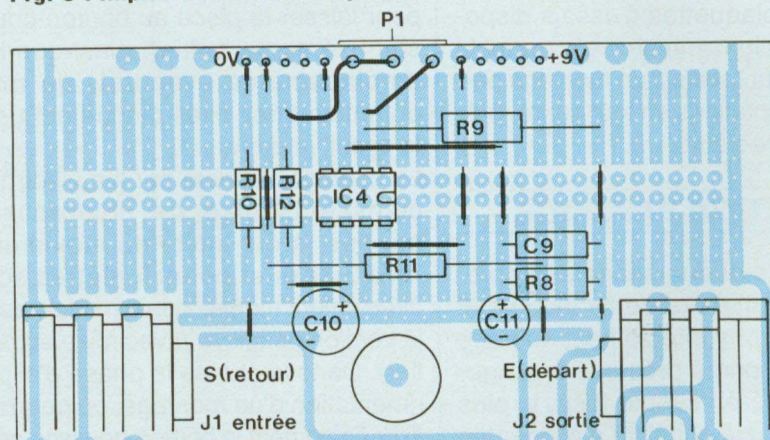 P1
0V
+9V
R9
R10
R12
IC4
C9
R11
R8
C10
+
-
C11
+
-
S(retour)
E(départ)
J1 entrée
J2 sortie